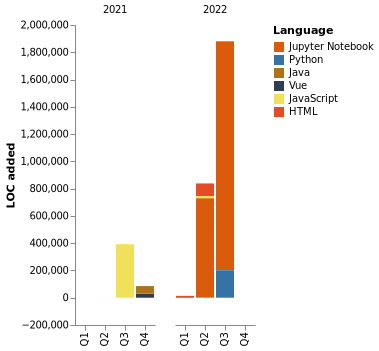 2021
2022
LOC added
2,000,000
1,800,000
1,600,000
1,400,000
1,200,000
1,000,000
800,000
600,000
400,000
200,000
0
−200,000
Q1
Q2
Q3
Q4
Q1
Q2
Q3
Q4
Language
Jupyter Notebook
Python
Java
Vue
JavaScript
HTML